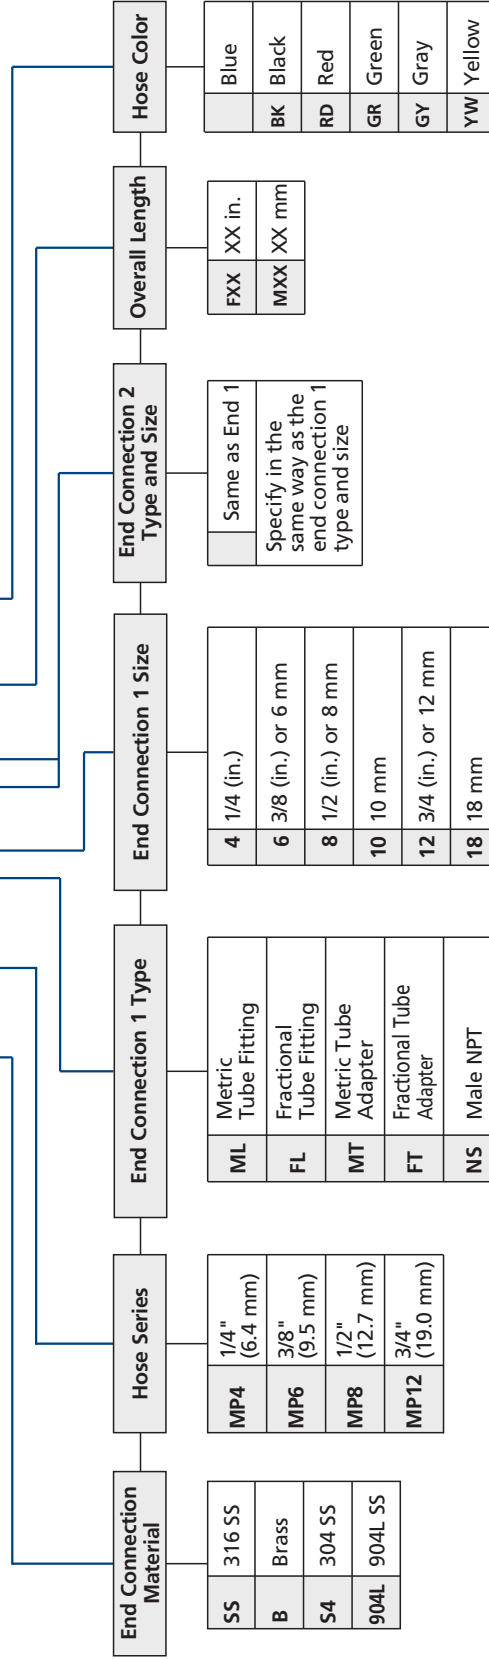 End Connection
Material
SS 316 SS
B Brass
S4 304 SS
904L 904L SS
Hose Series
MP4 1/4"
(6.4 mm)
MP6 3/8"
(9.5 mm)
MP8 1/2"
(12.7 mm)
MP12 3/4"
(19.0 mm)
End Connection 1 Type
ML Metric
Tube Fitting
FL Fractional
Tube Fitting
MT Metric Tube
Adapter
FT Fractional Tube
Adapter
NS Male NPT
End Connection 1 Size
4 1/4 (in.)
6 3/8 (in.) or 6 mm
8 1/2 (in.) or 8 mm
10 10 mm
12 3/4 (in.) or 12 mm
18 18 mm
End Connection 2
Type and Size
Same as End 1
Specify in the
same way as the
end connection 1
type and size
Overall Length
FXX XX in.
MXX XX mm
Hose Color
Blue
BK Black
RD Red
GR Green
GY Gray
YW Yellow